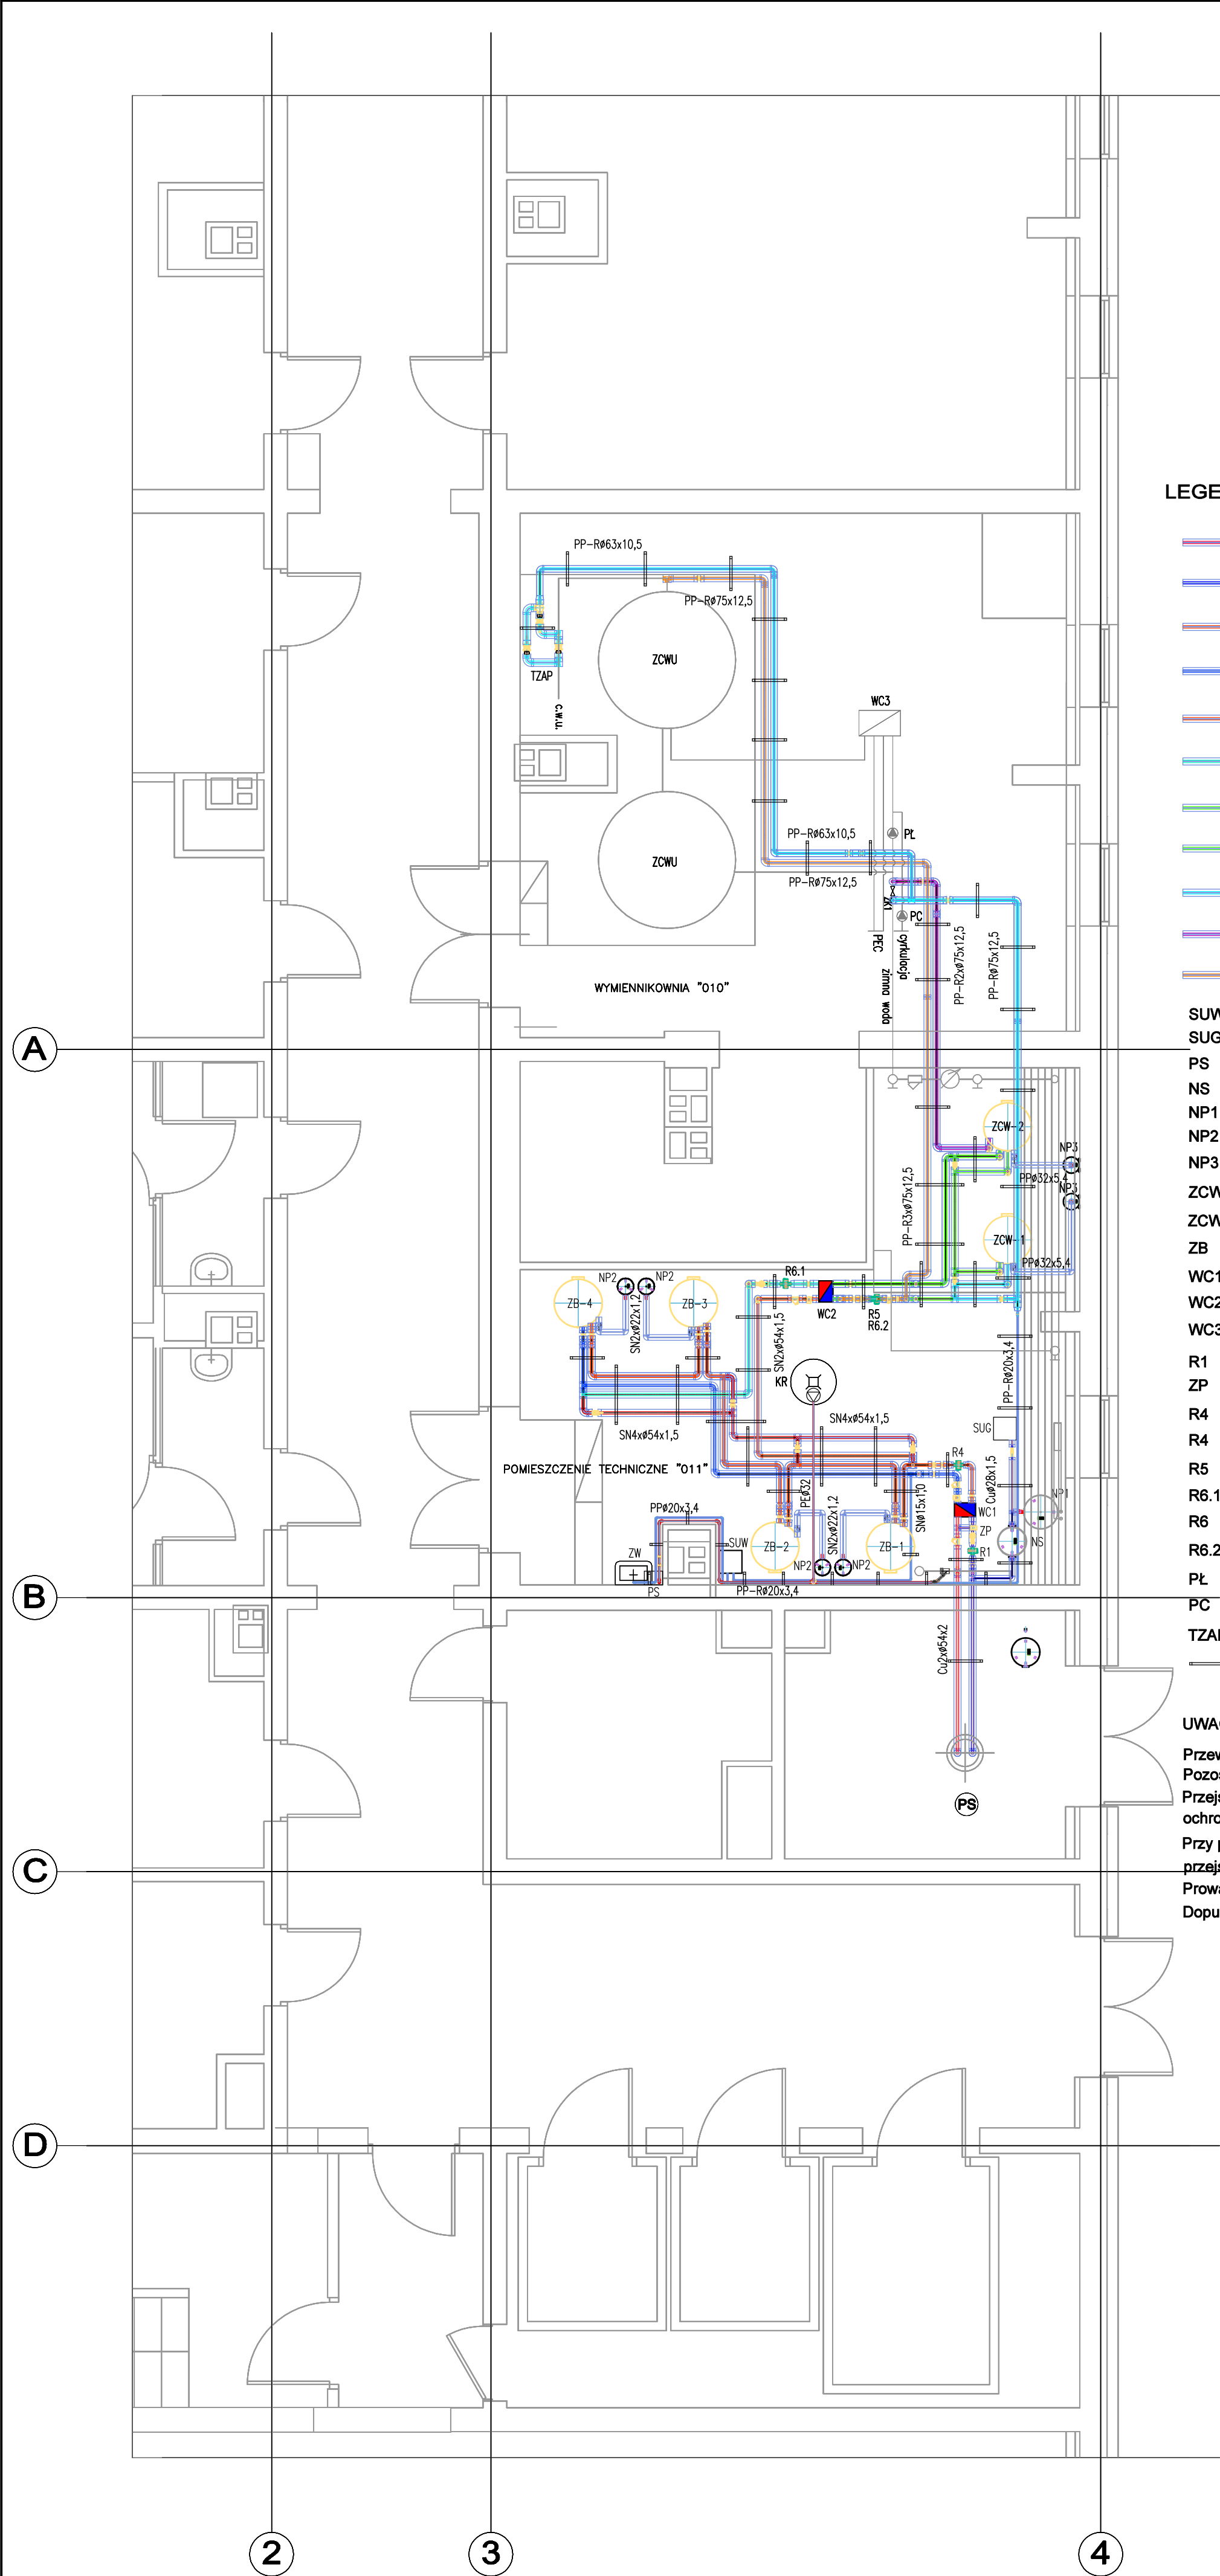 LEGE
PP-Rø63x10,5
PP-Rø75x12,5
ZCWU
TZAP
c.w.u.
WC3
PP-Rø63x10,5
PŁ
ZCWU
PP-Rø75x12,5
ZK1
PC
PEC
cyrkulacja
zimna woda
PP-R2xø75x12,5
PP-Rø75x12,5
WYMIENNIKOWNIA "010"
SUW
SUG
A
PS
NS
NP1
NP2
ZCW-2
NP3
NP3
PPø32x5,4
NP3
ZCW
PP-R3xø75x12,5
ZCW
ZCW-1
ZB
PPø32x5,4
R6.1
WC1
NP2
NP2
ZB-4
ZB-3
WC2
R5
R6.2
WC2
SN2xø22x1,2
SN2xø54x1,5
WC3
PP-Rø20x3,4
R1
KR
ZP
SN4xø54x1,5
SN4xø54x1,5
SUG
R4
R4
R4
POMIESZCZENIE TECHNICZNE "011"
R5
PEø32
SN2xø22x1,2
SNø15x1,0
Cuø28x1,5
R6.1
PPø20x3,4
WC1
NP1
R6
ZP
SUW
ZB-2
ZB-1
NS
ZW
R1
R6.2
NP2
NP2
PS
PP-Rø20x3,4
PŁ
B
PC
Cu2xø54x2
TZAP
UWAG
Przew
Pozos
PS
Przejś
ochro
Przy p
C
przejś
Prowa
Dopu
D
2
3
4